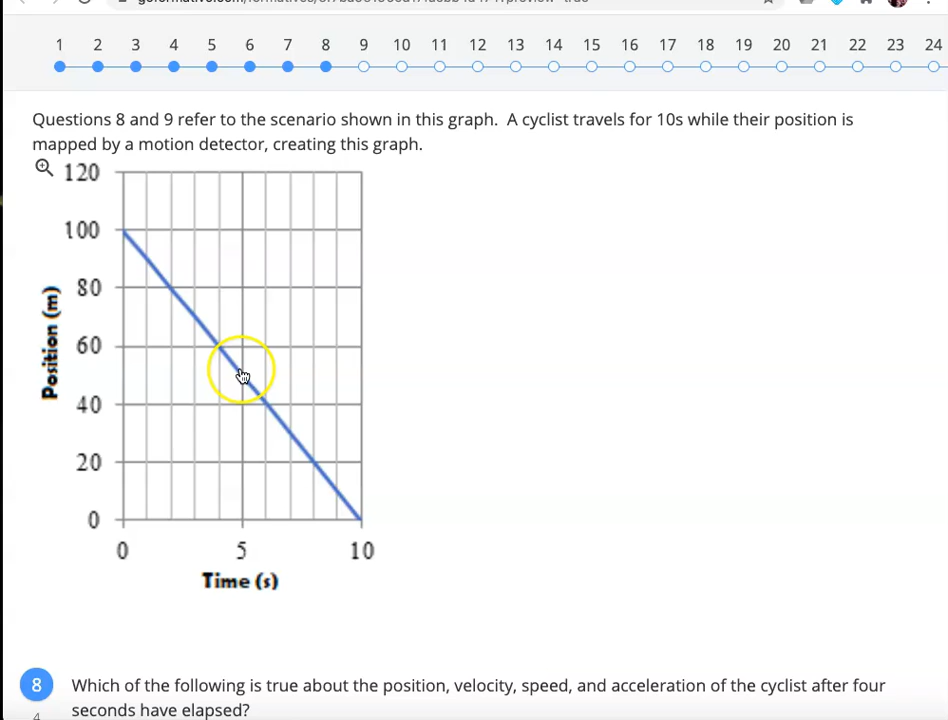 1 2 3 4 5 6 7 8 9 10 11 12 13 14 15 16 17 18 19 20 21 22 23 24
Questions 8 and 9 refer to the scenario shown in this graph. A cyclist travels for 10s while their position is
mapped by a motion detector, creating this graph.
120
100
80
60
40
20
0
Position (m)
0 5 10
Time (s)
8 Which of the following is true about the position, velocity, speed, and acceleration of the cyclist after four
4 seconds have elapsed?